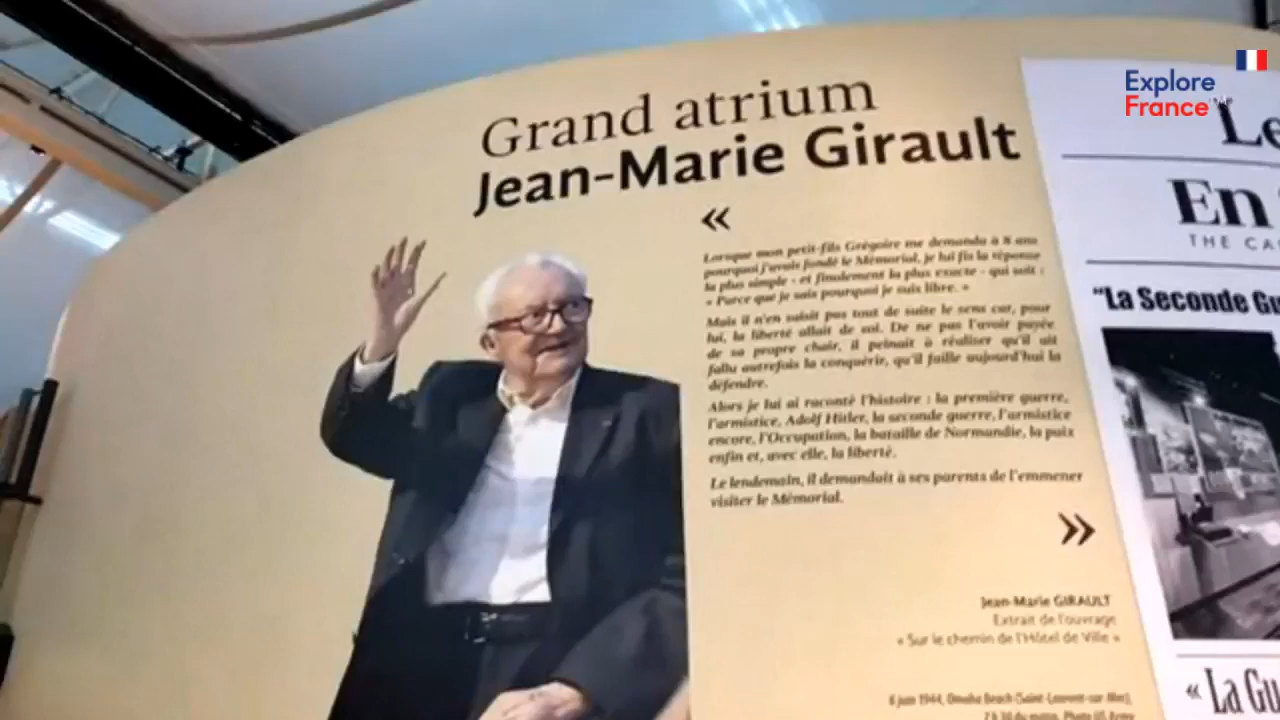 Explore
France
Grand atrium
Jean-Marie Girault
«
Lorsque mon petit-fils Grégoire me demanda à 8 ans
pourquoi j'avais fondé le Mémorial, je lui fis la réponse
la plus simple - et finalement la plus exacte - qui soit :
« Parce que je sais pourquoi je suis libre. »
Mais il n'en saisit pas tout de suite le sens car, pour
lui, la liberté allait de soi. De ne pas l'avoir payée
de sa propre chair, il peinait à réaliser qu'il ait
fallu autrefois la conquérir, qu'il faille aujourd'hui la
défendre.
Alors je lui ai raconté l'histoire : la première guerre,
l'armistice, Adolf Hitler, la seconde guerre, l'armistice
encore, l'Occupation, la bataille de Normandie, la paix
enfin et, avec elle, la liberté.
Le lendemain, il demandait à ses parents de l'emmener
visiter le Mémorial.
»
Jean-Marie GIRAULT
Extrait de l'ouvrage
« Sur le chemin de l'Hôtel de Ville »
6 juin 1944, Omaha Beach (Saint-Laurent-sur-Mer),
du matin. Photo US Army
Le
En
THE CA
"La Seconde Gu
« La Gu